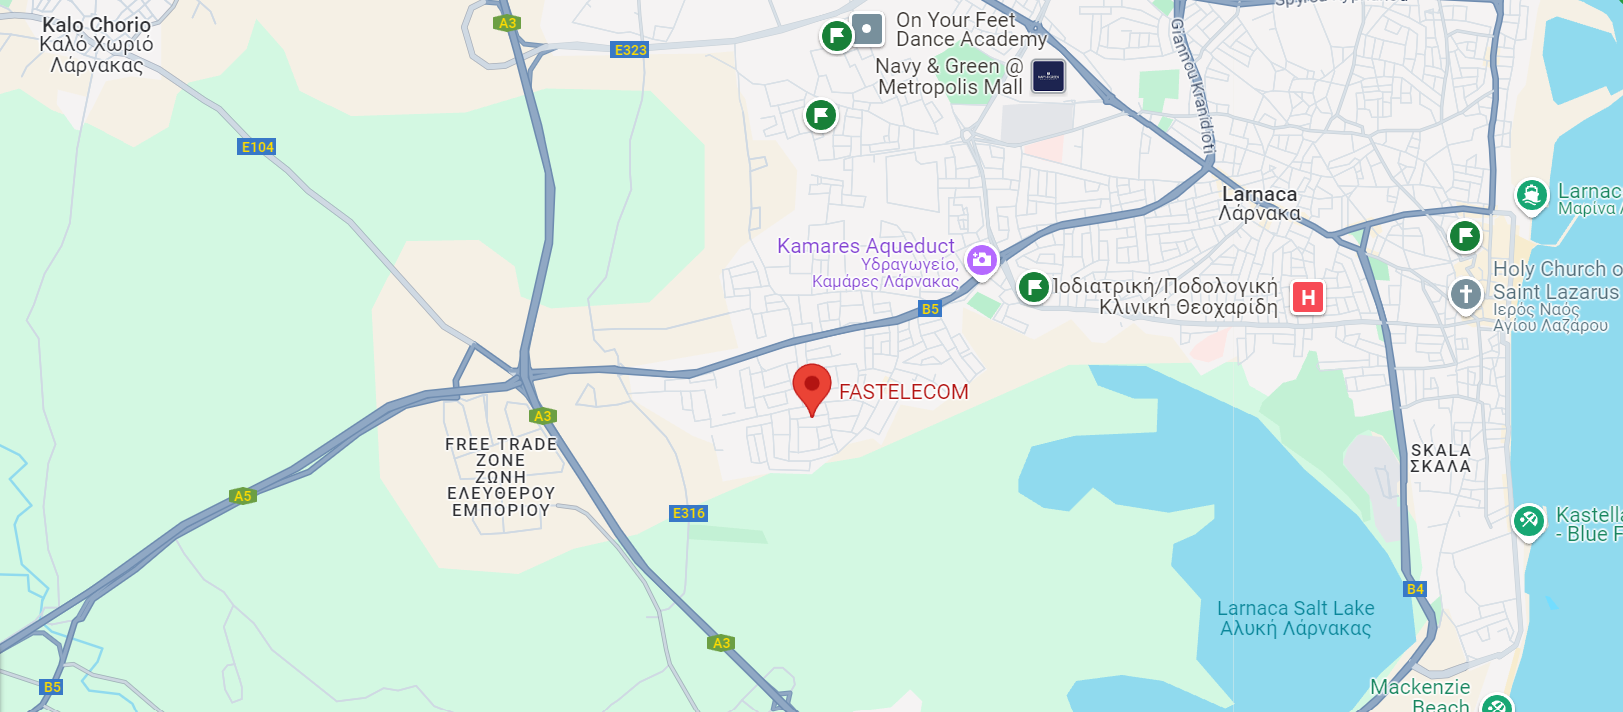 Kalo Chorio
Καλό Χωριό
Λάρνακας
A3
E323
On Your Feet
Dance Academy
Navy & Green @
Metropolis Mall
Giannou Kranidioti
E104
Larnaca
Λάρνακα
Larnac
Μαρίνα Λ
Kamares Aqueduct
Υδραγωγείο,
Καμάρες Λάρνακας
Ποδιατρική/Ποδολογική
Κλινική Θεοχαρίδη
H
Holy Church o
Saint Lazarus
Ιερός Ναός
Αγίου Λαζάρου
B5
FASTELECOM
A3
FREE TRADE
ZONE
ΖΩΝΗ
ΕΛΕΥΘΕΡΟΥ
ΕΜΠΟΡΙΟΥ
SKALA
ΣΚΑΛΑ
A5
E316
Kastella
- Blue F
B4
Larnaca Salt Lake
Αλυκή Λάρνακας
A3
B5
Mackenzie
Beach